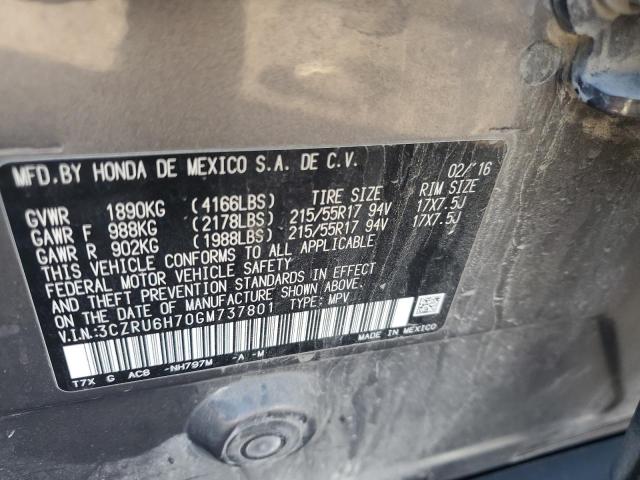 MFD.BY HONDA DE MEXICO S.A. DE C.V. 02/'16
GVWR 1890KG (4166LBS) TIRE SIZE RIM SIZE
GAWR F 988KG (2178LBS) 215/55R17 94V 17X7.5J
GAWR R 902KG (1988LBS) 215/55R17 94V 17X7.5J
THIS VEHICLE CONFORMS TO ALL APPLICABLE
FEDERAL MOTOR VEHICLE SAFETY
AND THEFT PREVENTION STANDARDS IN EFFECT
ON THE DATE OF MANUFACTURE SHOWN ABOVE.
V.I.N:3CZRU6H70GM737801 TYPE: MPV
MADE IN MEXICO
T7X G AC8 -NH797M -A -M